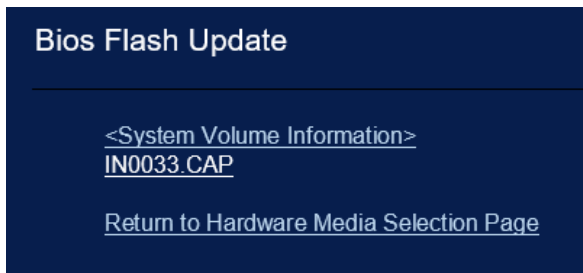 Bios Flash Update
<System Volume Information>
IN0033.CAP
Return to Hardware Media Selection Page